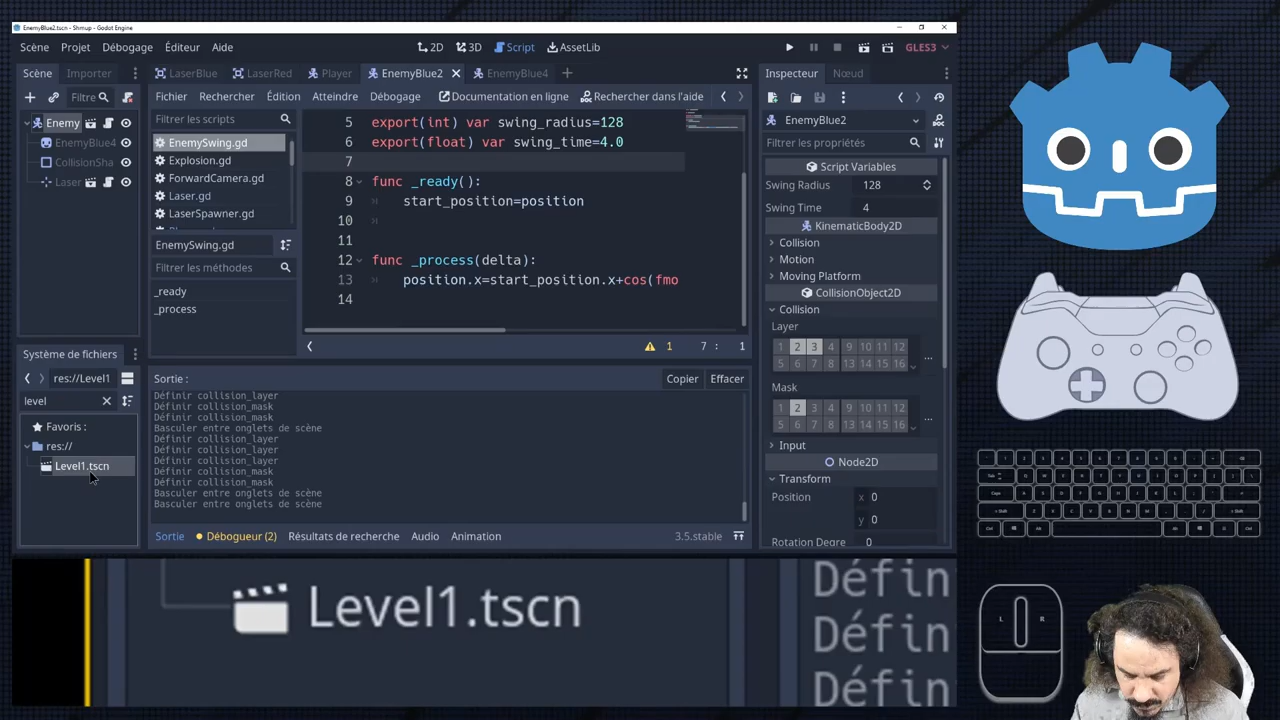 EnemyBlue2.tscn - Shmup - Godot Engine
Scène Projet Débogage Éditeur Aide
2D 3D Script AssetLib
GLES3
Scène Importer
Filtre
Enemy
EnemyBlue4
CollisionSha
Laser
LaserBlue LaserRed Player EnemyBlue2 EnemyBlue4
Fichier Rechercher Édition Atteindre Débogage Documentation en ligne Rechercher dans l'aide
Filtrer les scripts
EnemySwing.gd
Explosion.gd
ForwardCamera.gd
Laser.gd
LaserSpawner.gd
EnemySwing.gd
Filtrer les méthodes
_ready
_process
5 export(int) var swing_radius=128
6 export(float) var swing_time=4.0
7
8 func _ready():
9 start_position=position
10
11
12 func _process(delta):
13 position.x=start_position.x+cos(fmo
14
1 7 : 1
Inspecteur Nœud
EnemyBlue2
Filtrer les propriétés
Script Variables
Swing Radius 128
Swing Time 4
KinematicBody2D
Collision
Motion
Moving Platform
CollisionObject2D
Collision
Layer
1 2 3 4 9 10 11 12
5 6 7 8 13 14 15 16
Mask
1 2 3 4 9 10 11 12
5 6 7 8 13 14 15 16
Input
Node2D
Transform
Position x 0
y 0
Rotation Degree 0
Système de fichiers
res://Level1
level
Favoris :
res://
Level1.tscn
Sortie :
Copier Effacer
Définir collision_layer
Définir collision_mask
Définir collision_mask
Basculer entre onglets de scène
Définir collision_layer
Définir collision_layer
Définir collision_layer
Définir collision_mask
Définir collision_mask
Basculer entre onglets de scène
Basculer entre onglets de scène
Sortie Débogueur (2) Résultats de recherche Audio Animation 3.5.stable
Level1.tscn
Défin
Défin
Défin
L R